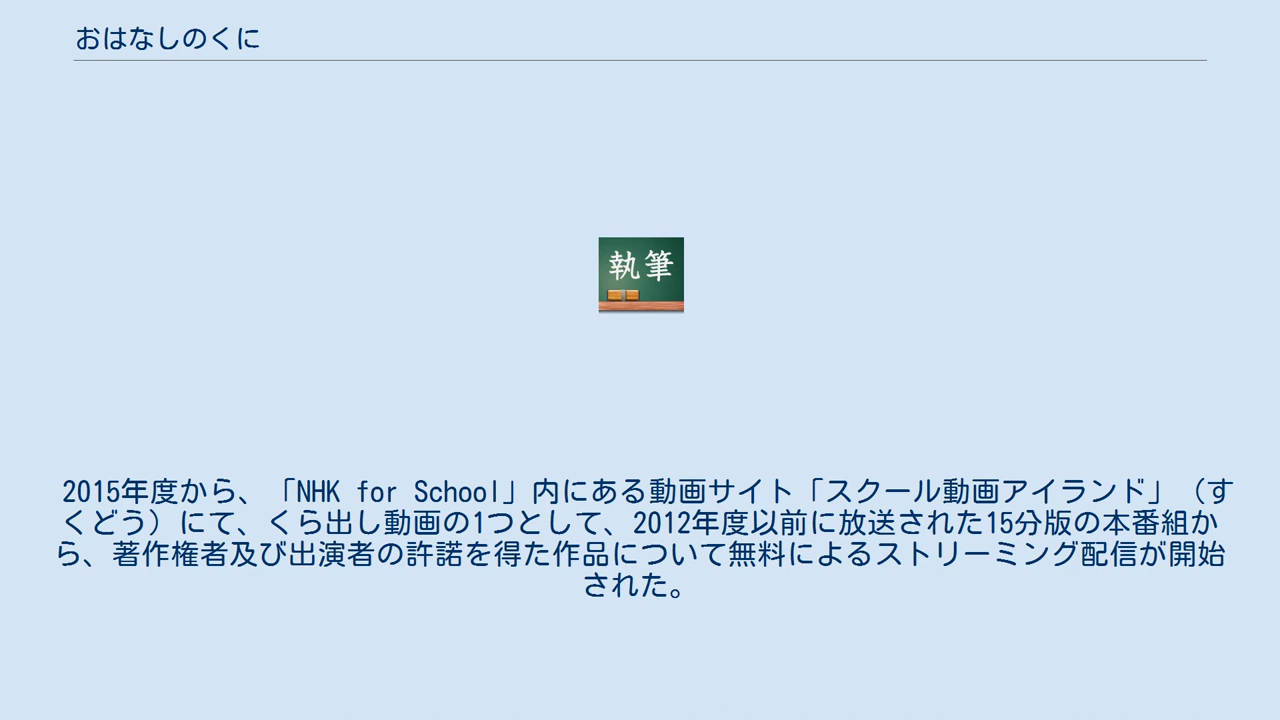 おはなしのくに
執筆
2015年度から、「NHK for School」内にある動画サイト「スクール動画アイランド」（す
くどう）にて、くら出し動画の1つとして、2012年度以前に放送された15分版の本番組か
ら、著作権者及び出演者の許諾を得た作品について無料によるストリーミング配信が開始
された。